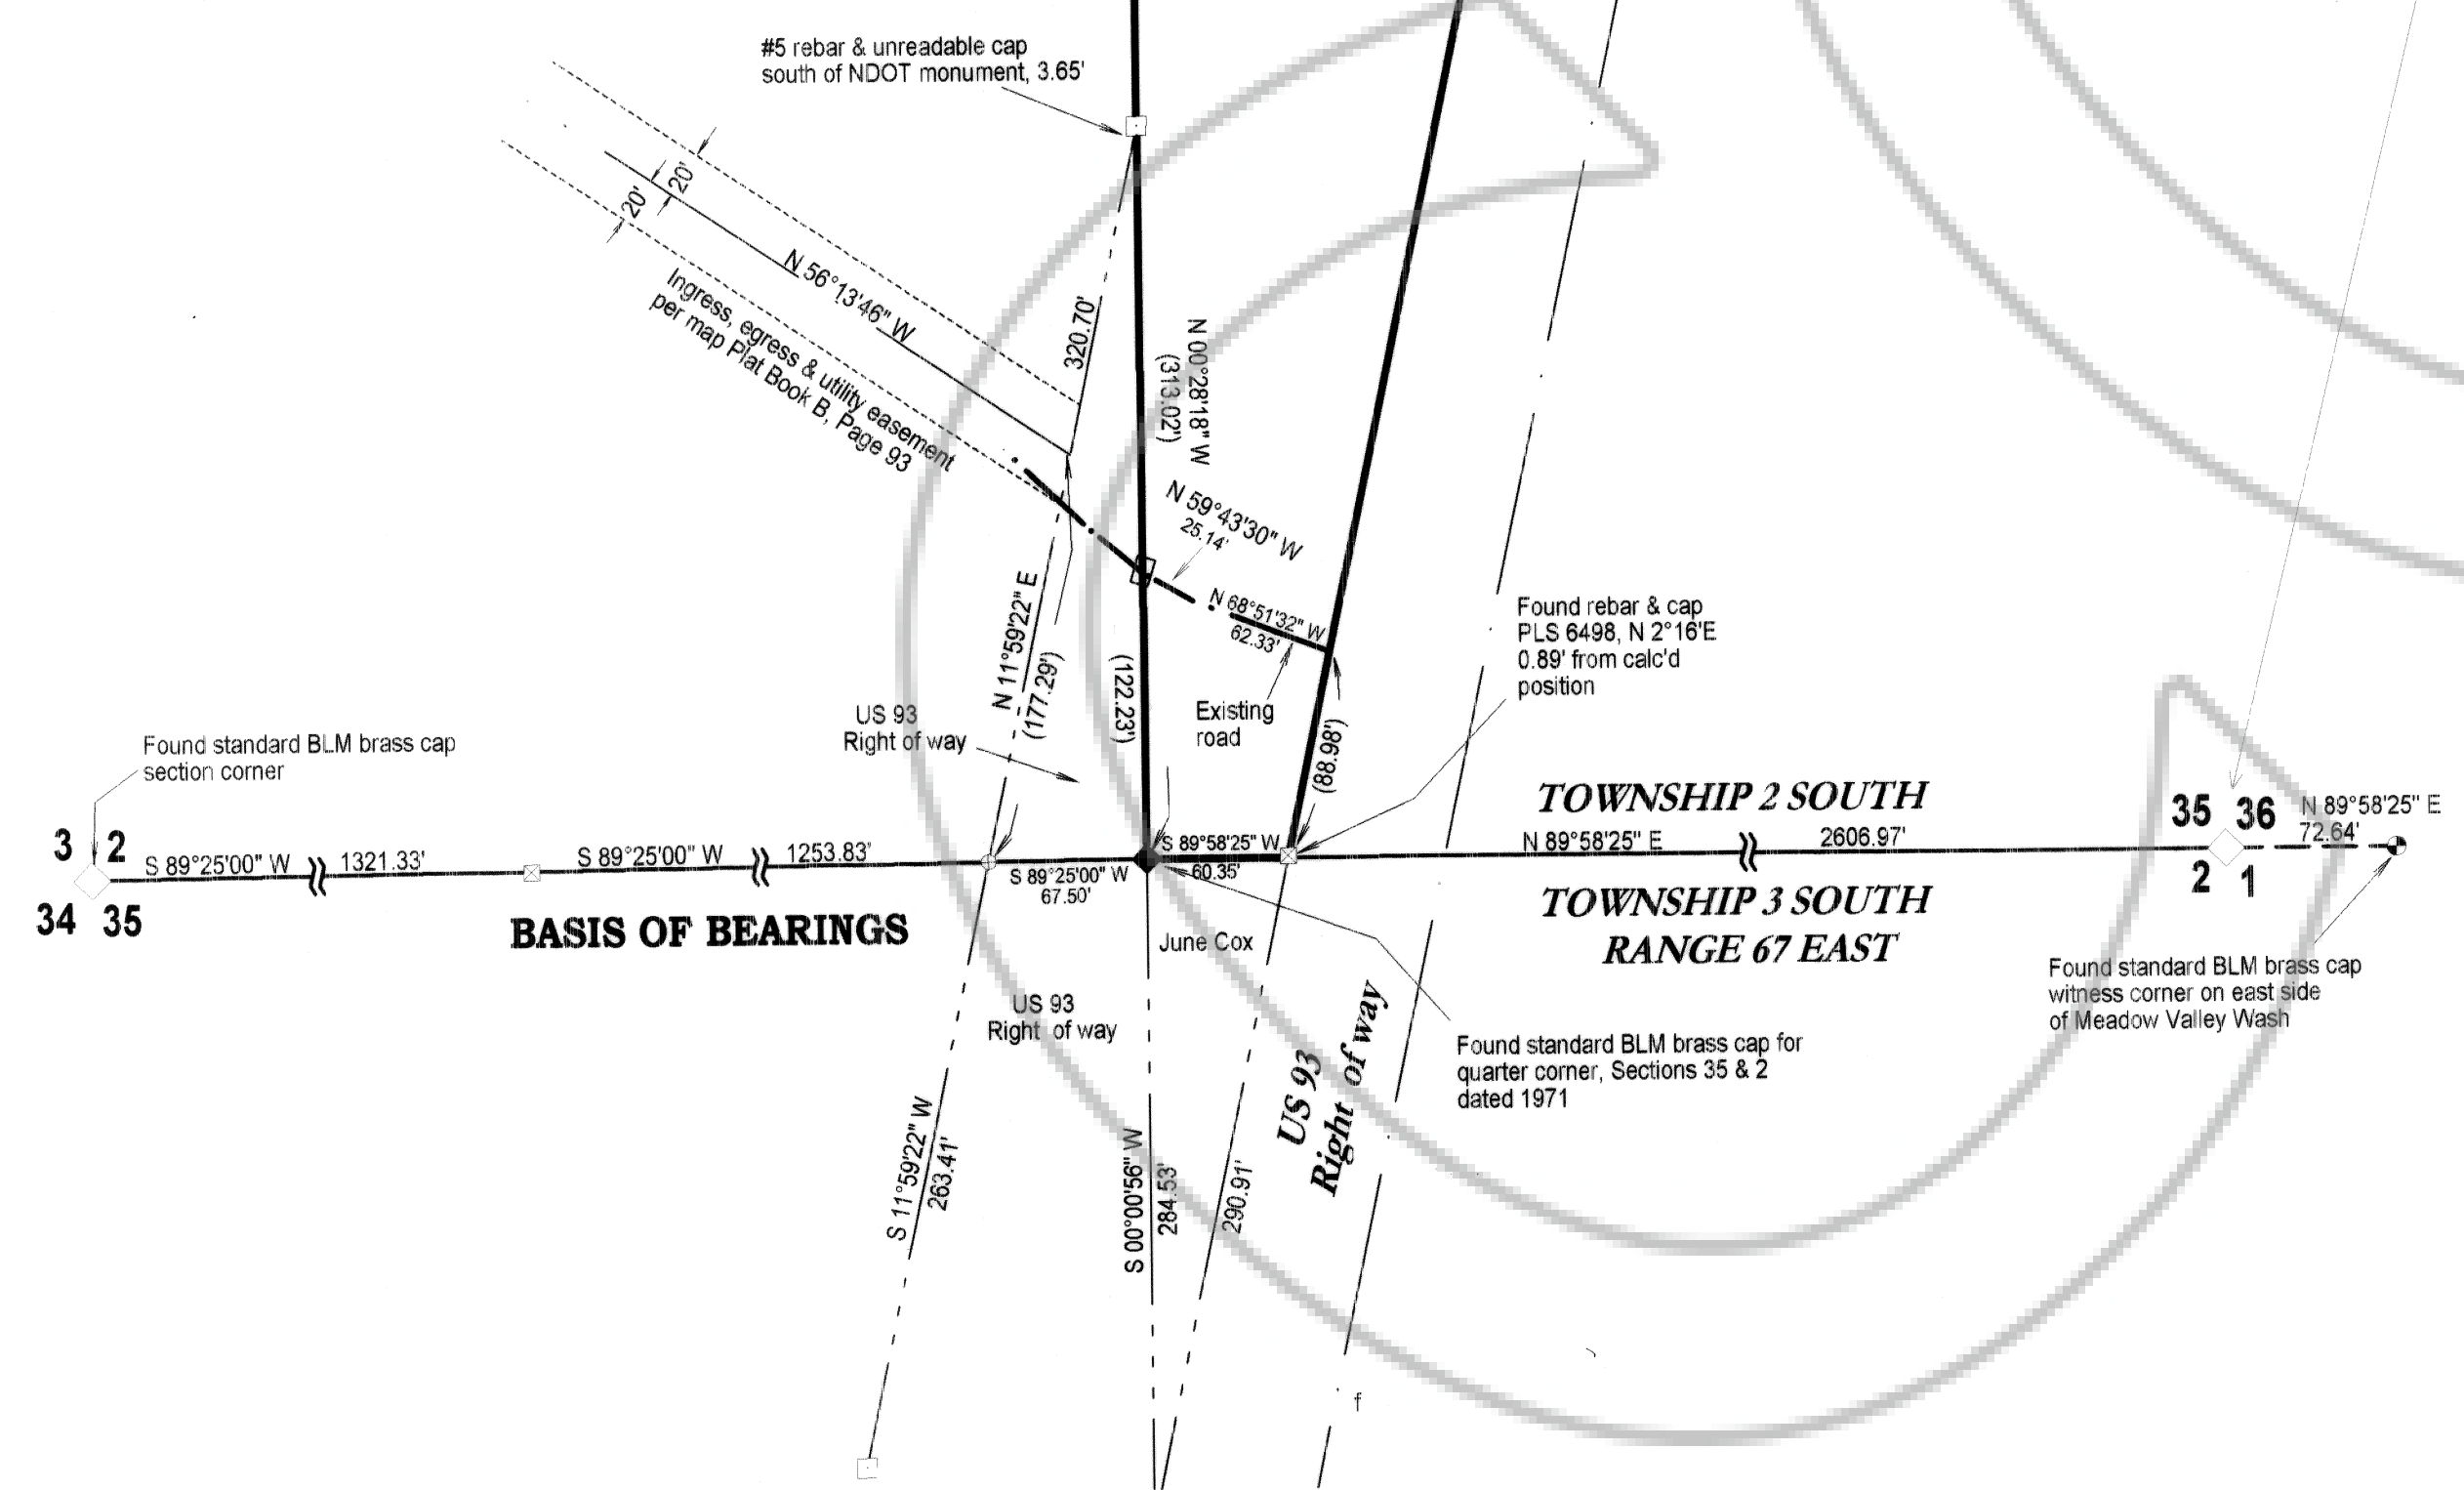 #5 rebar & unreadable cap
south of NDOT monument, 3.65'
20'
20'
N 56°13'46" W
Ingress, egress & utility easement
per map Plat Book B, Page 93
320.70'
N 00°28'18" W
(313.02')
N 59°43'30" W
25.14'
N 68°51'32" W
62.33'
N 11°59'22" E
(177.29')
(122.23')
Existing
road
(88.98')
Found rebar & cap
PLS 6498, N 2°16'E
0.89' from calc'd
position
US 93
Right of way
Found standard BLM brass cap
section corner
3 2
34 35
S 89°25'00" W
1321.33'
S 89°25'00" W
1253.83'
S 89°25'00" W
67.50'
S 89°58'25" W
60.35'
TOWNSHIP 2 SOUTH
N 89°58'25" E
2606.97'
TOWNSHIP 3 SOUTH
RANGE 67 EAST
35 36
2 1
N 89°58'25" E
72.64'
BASIS OF BEARINGS
June Cox
US 93
Right of way
Found standard BLM brass cap
witness corner on east side
of Meadow Valley Wash
Found standard BLM brass cap for
quarter corner, Sections 35 & 2
dated 1971
US 93
Right of way
S 11°59'22" W
263.41'
S 00°00'56" W
284.53'
290.91'
f